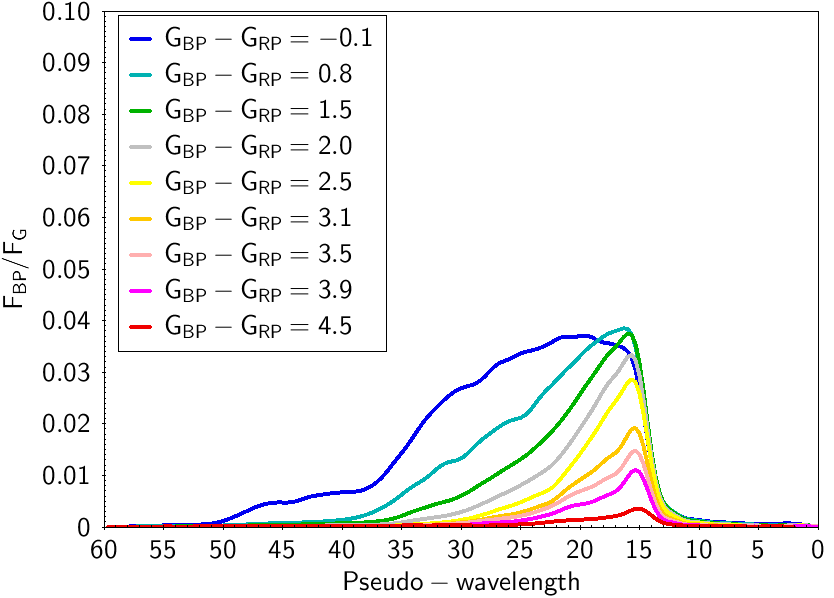 0.10
0.09
0.08
0.07
0.06
0.05
0.04
0.03
0.02
0.01
0
F_BP/F_G
G_BP − G_RP = −0.1
G_BP − G_RP = 0.8
G_BP − G_RP = 1.5
G_BP − G_RP = 2.0
G_BP − G_RP = 2.5
G_BP − G_RP = 3.1
G_BP − G_RP = 3.5
G_BP − G_RP = 3.9
G_BP − G_RP = 4.5
60 55 50 45 40 35 30 25 20 15 10 5 0
Pseudo − wavelength